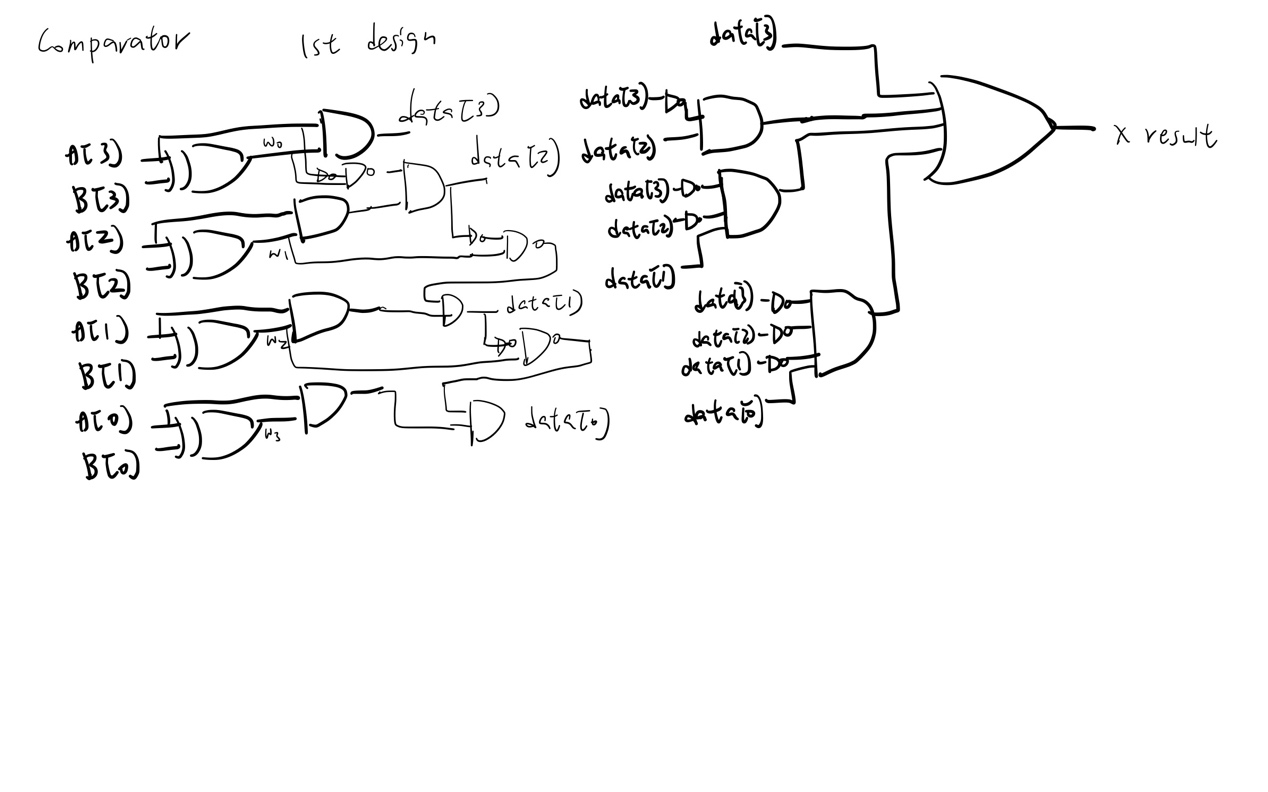 Comparator 1st design
data[3]
A[3]
W0
B[3]
data[2]
A[2]
W1
B[2]
data[1]
A[1]
W2
B[1]
A[0]
W3
data[0]
B[0]
data[3]
data[3]
data[2]
data[3]
data[2]
data[1]
data[3]
data[2]
data[1]
data[0]
X result